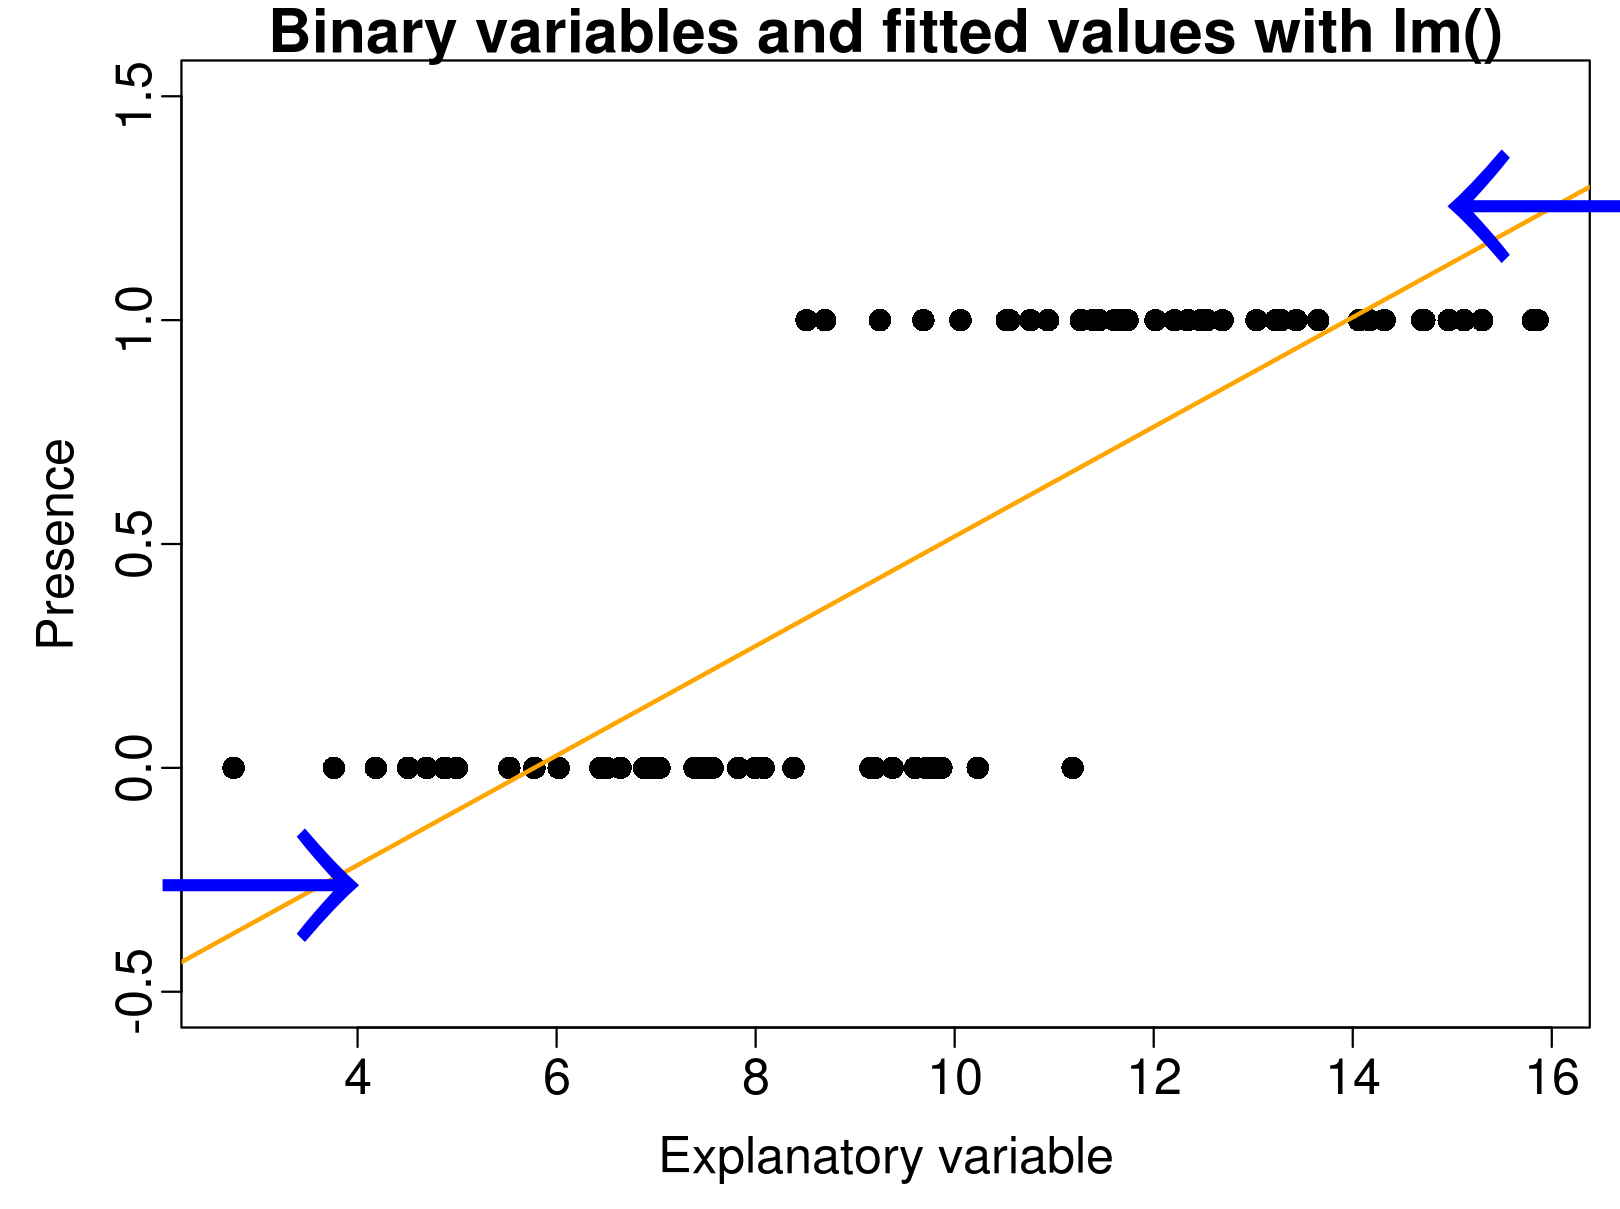 Binary variables and fitted values with lm()
1.5
1.0
0.5
0.0
-0.5
Presence
4 6 8 10 12 14 16
Explanatory variable